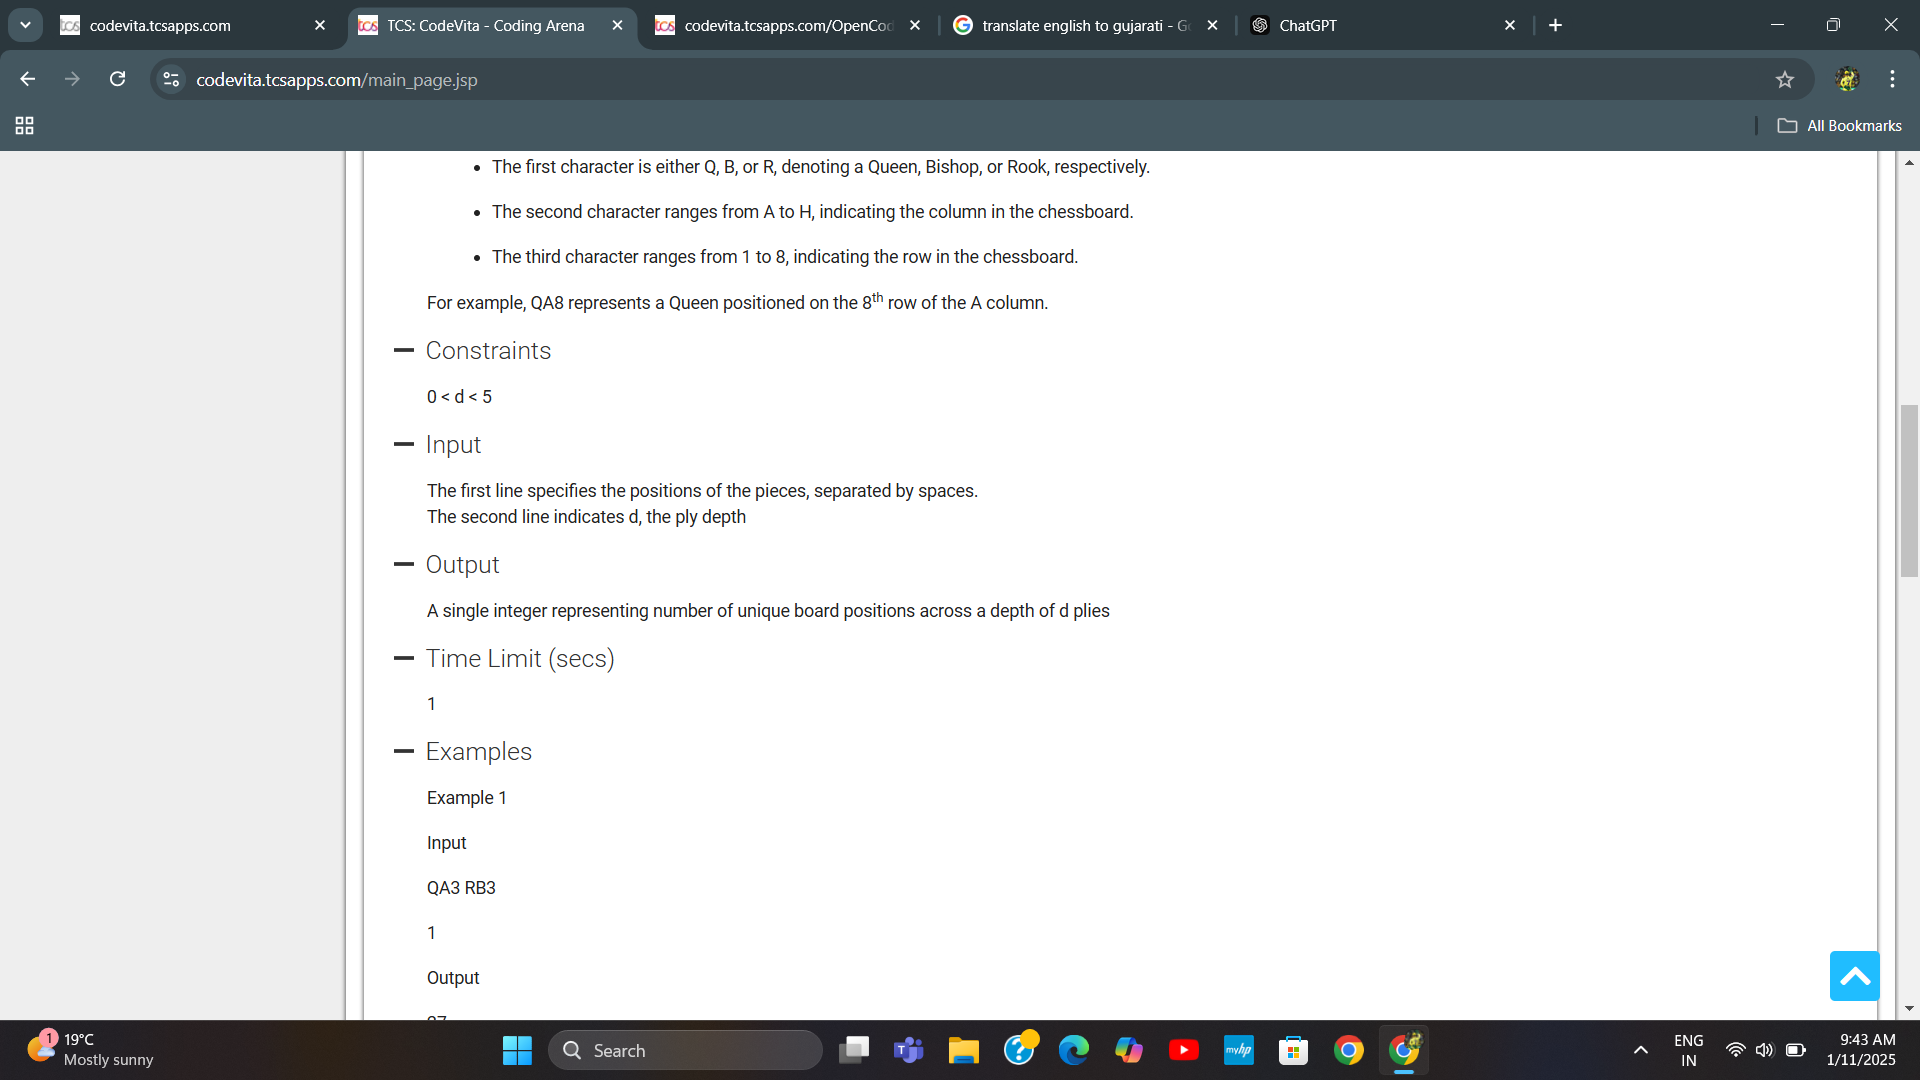 codevita.tcsapps.com
TCS: CodeVita - Coding Arena
codevita.tcsapps.com/OpenCod
translate english to gujarati - G
ChatGPT
codevita.tcsapps.com/main_page.jsp
All Bookmarks
• The first character is either Q, B, or R, denoting a Queen, Bishop, or Rook, respectively.
• The second character ranges from A to H, indicating the column in the chessboard.
• The third character ranges from 1 to 8, indicating the row in the chessboard.
For example, QA8 represents a Queen positioned on the 8th row of the A column.
Constraints
0 < d < 5
Input
The first line specifies the positions of the pieces, separated by spaces.
The second line indicates d, the ply depth
Output
A single integer representing number of unique board positions across a depth of d plies
Time Limit (secs)
1
Examples
Example 1
Input
QA3 RB3
1
Output
1
19°C
Mostly sunny
Search
myhp
ENG
IN
9:43 AM
1/11/2025